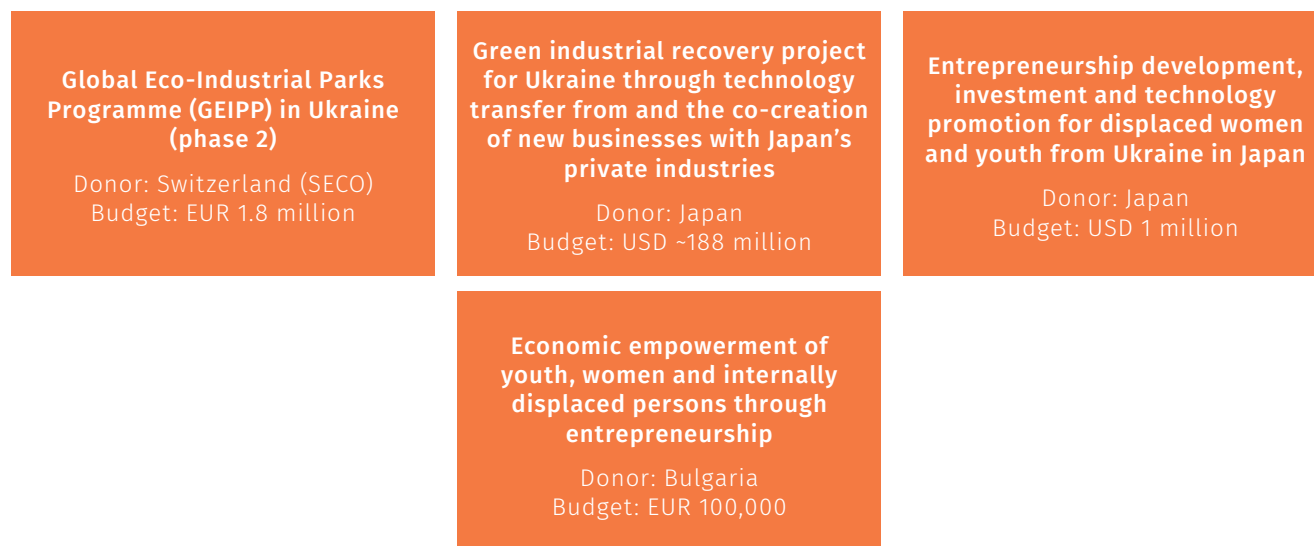 Global Eco-Industrial Parks
Programme (GEIPP) in Ukraine
(phase 2)
Donor: Switzerland (SECO)
Budget: EUR 1.8 million
Green industrial recovery project
for Ukraine through technology
transfer from and the co-creation
of new businesses with Japan’s
private industries
Donor: Japan
Budget: USD ~188 million
Entrepreneurship development,
investment and technology
promotion for displaced women
and youth from Ukraine in Japan
Donor: Japan
Budget: USD 1 million
Economic empowerment of
youth, women and internally
displaced persons through
entrepreneurship
Donor: Bulgaria
Budget: EUR 100,000